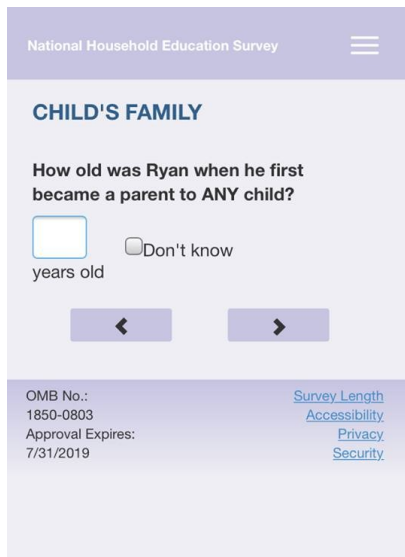 National Household Education Survey
CHILD'S FAMILY
How old was Ryan when he first
became a parent to ANY child?
Don't know
years old
OMB No.:
1850-0803
Approval Expires:
7/31/2019
Survey Length
Accessibility
Privacy
Security